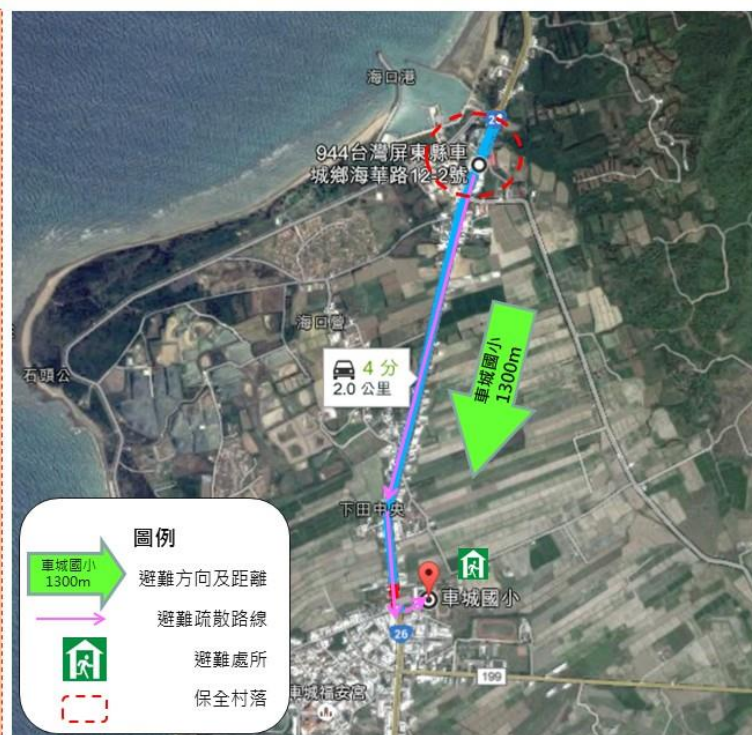 海口港
26
944台灣屏東縣車
城鄉海華路12-2號
海口營
石頭公
4 分
2.0 公里
車城國小
1300m
下田中央
車城國小
26
199
車城福安宮
圖例
車城國小
1300m
避難方向及距離
避難疏散路線
避難處所
保全村落